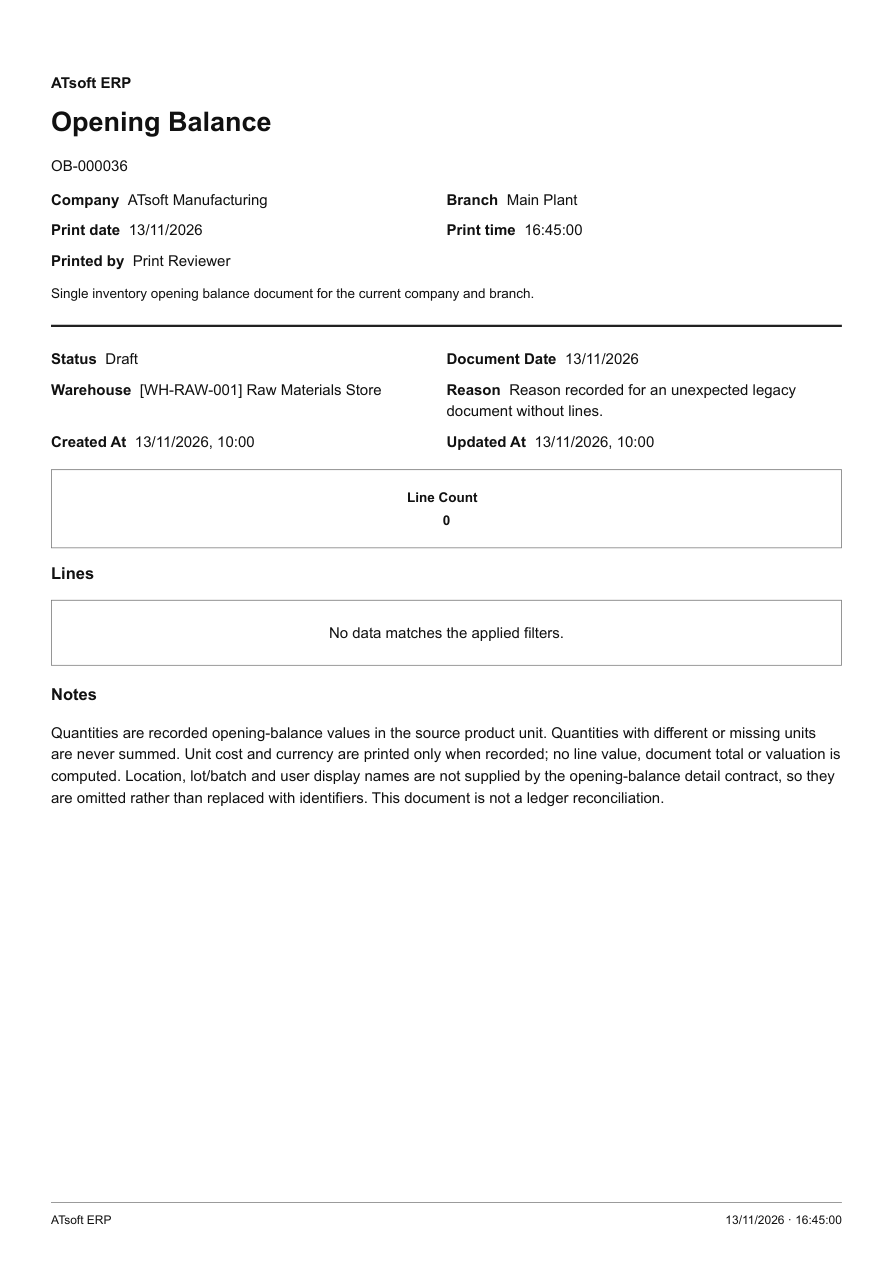 ATsoft ERP
Opening Balance
OB-000036
Company ATsoft Manufacturing
Branch Main Plant
Print date 13/11/2026
Print time 16:45:00
Printed by Print Reviewer
Single inventory opening balance document for the current company and branch.
Status Draft
Document Date 13/11/2026
Warehouse [WH-RAW-001] Raw Materials Store
Reason Reason recorded for an unexpected legacy
document without lines.
Created At 13/11/2026, 10:00
Updated At 13/11/2026, 10:00
Line Count
0
Lines
No data matches the applied filters.
Notes
Quantities are recorded opening-balance values in the source product unit. Quantities with different or missing units
are never summed. Unit cost and currency are printed only when recorded; no line value, document total or valuation is
computed. Location, lot/batch and user display names are not supplied by the opening-balance detail contract, so they
are omitted rather than replaced with identifiers. This document is not a ledger reconciliation.
ATsoft ERP
13/11/2026 · 16:45:00